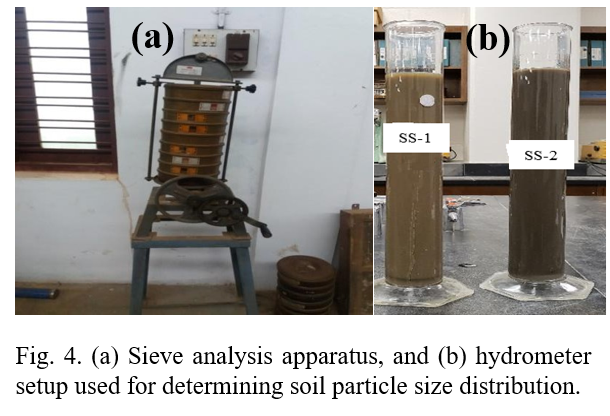 (a)
(b)
SS-1
SS-2
Fig. 4. (a) Sieve analysis apparatus, and (b) hydrometer
setup used for determining soil particle size distribution.